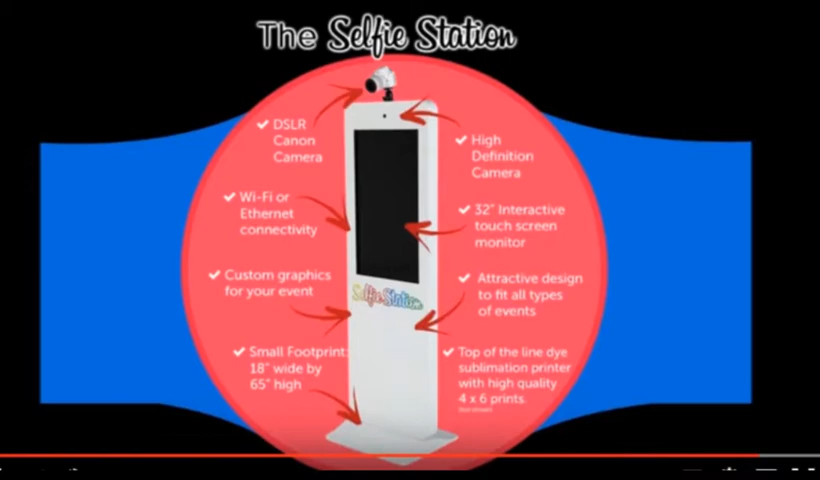 The Selfie Station
✓ DSLR
Canon
Camera
✓ High
Definition
Camera
✓ Wi-Fi or
Ethernet
connectivity
✓ 32" Interactive
touch screen
monitor
✓ Custom graphics
for your event
✓ Attractive design
to fit all types
of events
Selfie Station
✓ Small Footprint:
18" wide by
65" high
✓ Top of the line dye
sublimation printer
with high quality
4 x 6 prints.